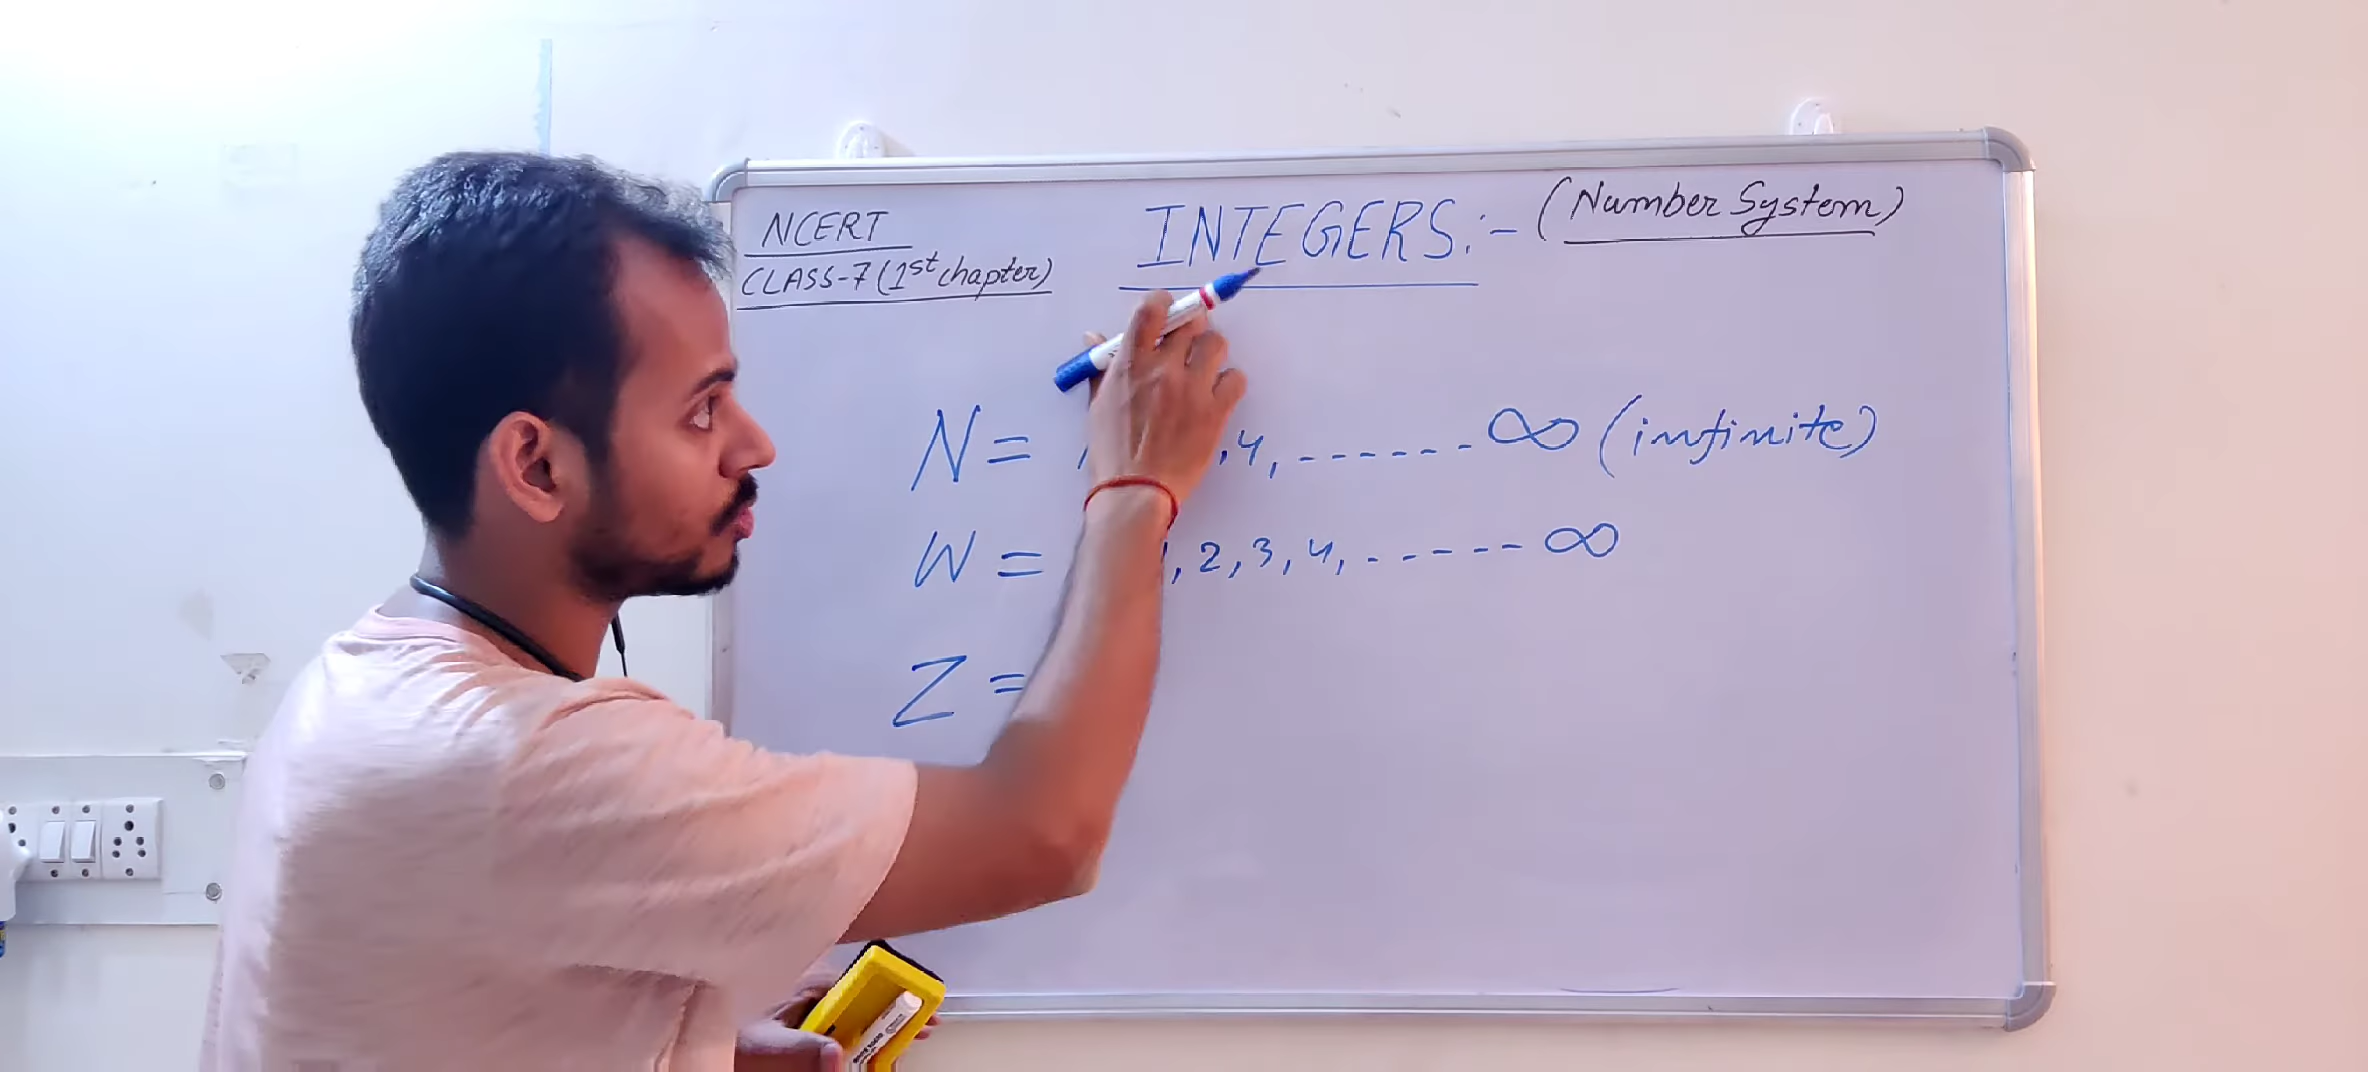 NCERT
CLASS-7 (1st chapter)
INTEGERS :- (Number System)
N = , 4, ------- ∞ (infinite)
W = , 2, 3, 4, ------ ∞
Z =